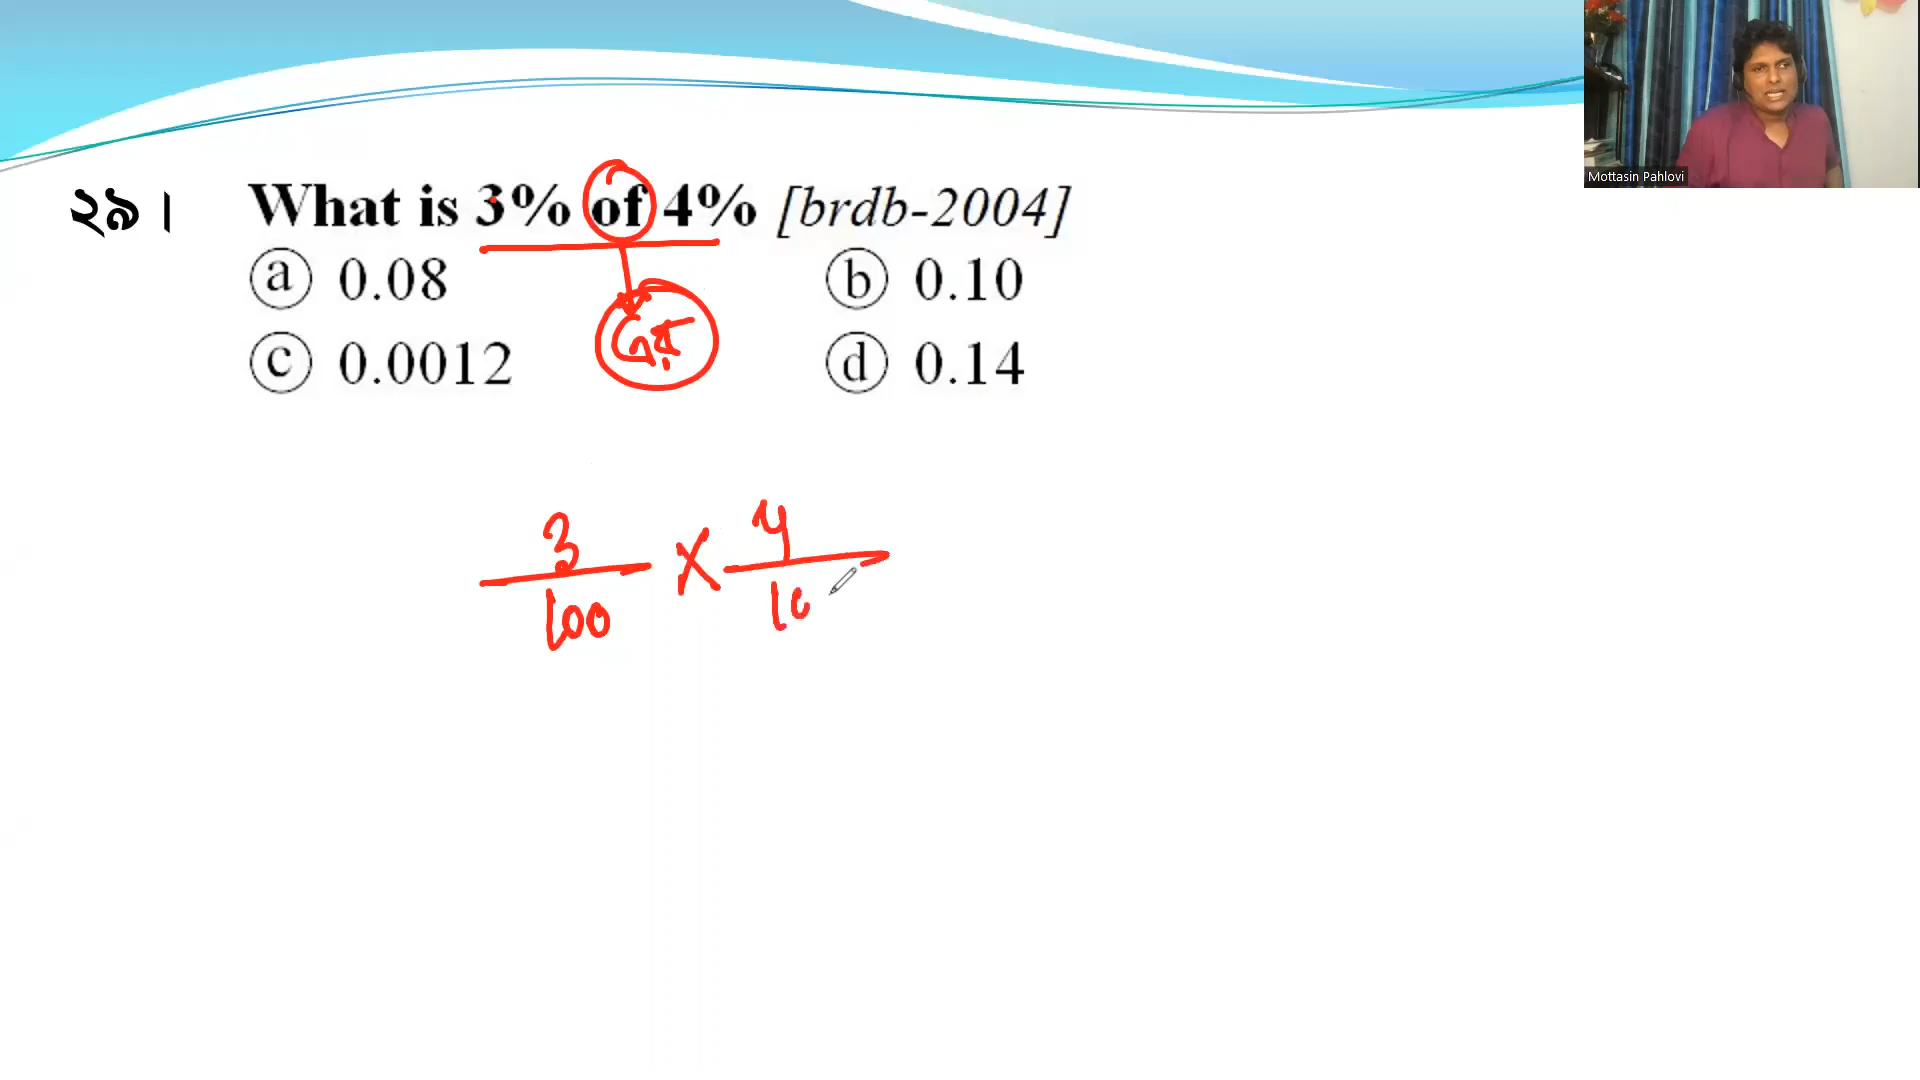 Mottasin Pahlovi
২৯। What is 3% of 4% [brdb-2004]
ⓐ 0.08 ⓑ 0.10
ⓒ 0.0012 ⓓ 0.14
গুণ
3/100 × 4/10